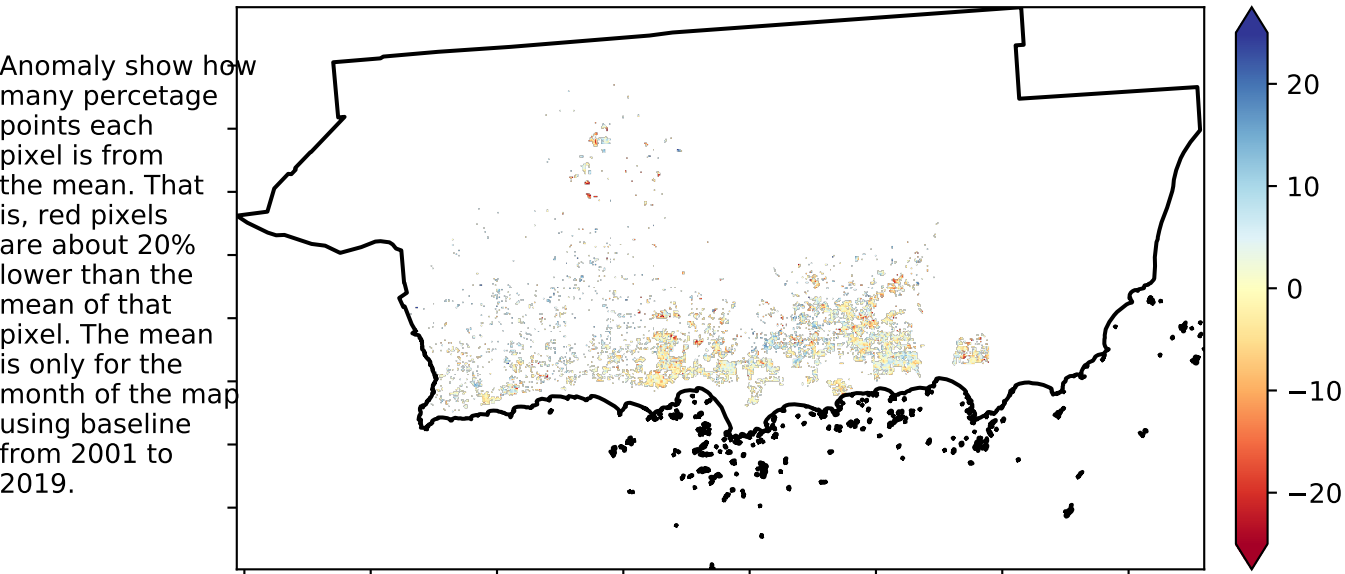 Anomaly show how
many percetage
points each
pixel is from
the mean. That
is, red pixels
are about 20%
lower than the
mean of that
pixel. The mean
is only for the
month of the map
using baseline
from 2001 to
2019.
20
10
0
−10
−20